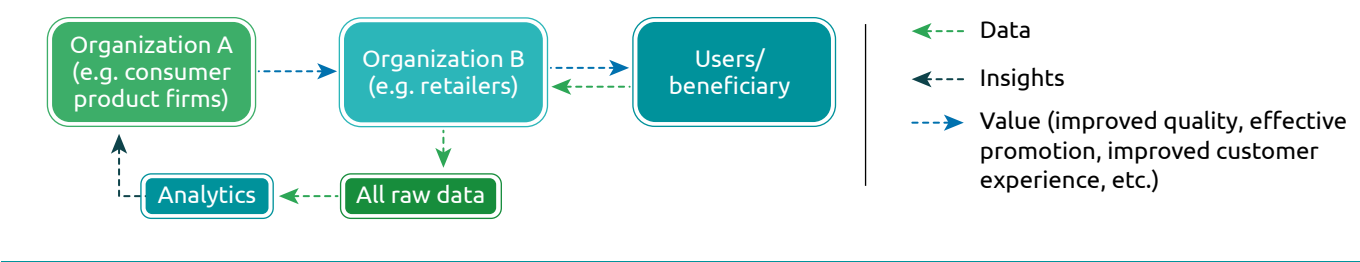 Organization A
(e.g. consumer
product firms)
Organization B
(e.g. retailers)
Users/
beneficiary
Analytics
All raw data
Data
Insights
Value (improved quality, effective
promotion, improved customer
experience, etc.)